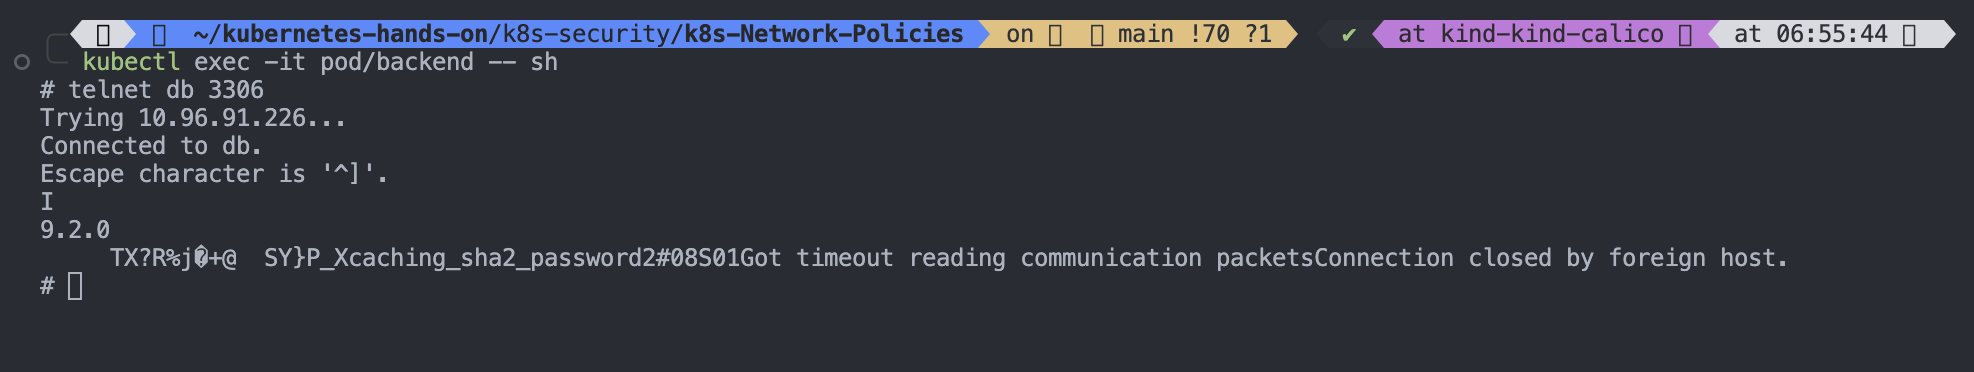 ~/kubernetes-hands-on/k8s-security/k8s-Network-Policies on main !70 ?1 ✔ at kind-kind-calico at 06:55:44
kubectl exec -it pod/backend -- sh
# telnet db 3306
Trying 10.96.91.226...
Connected to db.
Escape character is '^]'.
I
9.2.0
TX?R%j�+@  SY}P_Xcaching_sha2_password2#08S01Got timeout reading communication packetsConnection closed by foreign host.
#